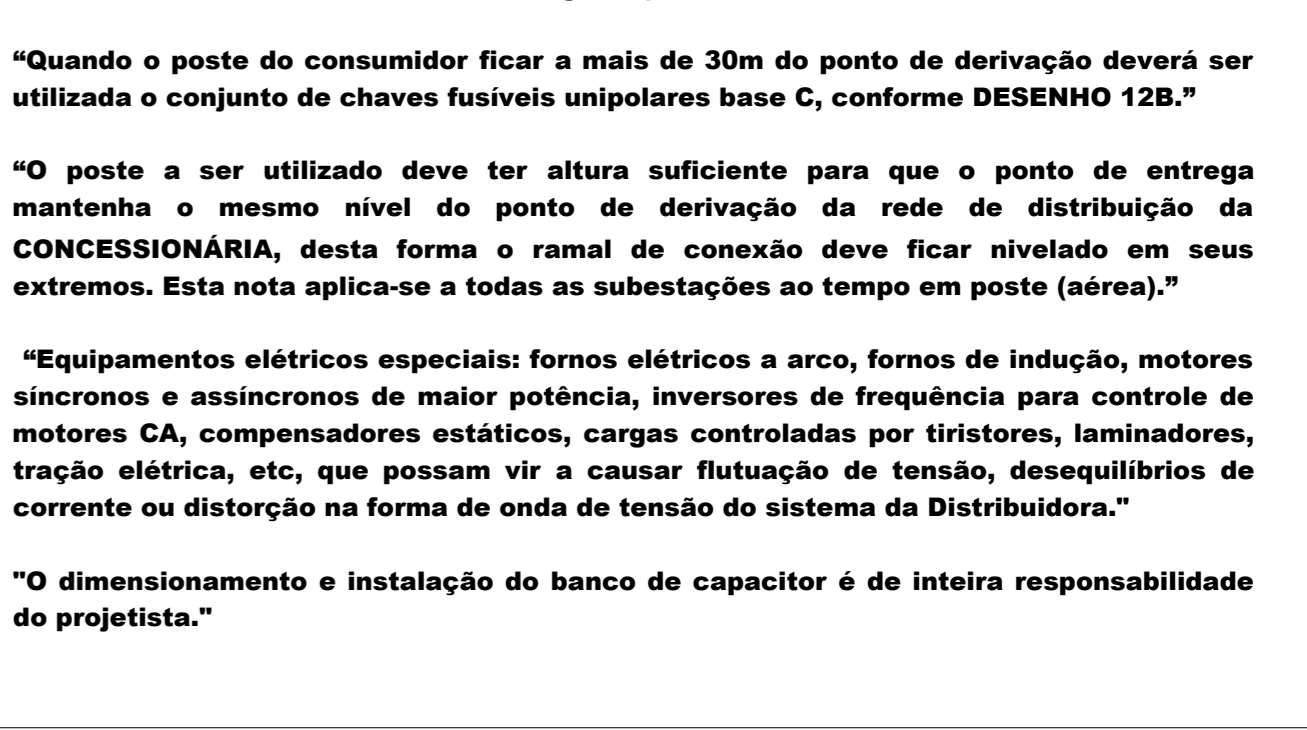 “Quando o poste do consumidor ficar a mais de 30m do ponto de derivação deverá ser
utilizada o conjunto de chaves fusíveis unipolares base C, conforme DESENHO 12B.”
“O poste a ser utilizado deve ter altura suficiente para que o ponto de entrega
mantenha o mesmo nível do ponto de derivação da rede de distribuição da
CONCESSIONÁRIA, desta forma o ramal de conexão deve ficar nivelado em seus
extremos. Esta nota aplica-se a todas as subestações ao tempo em poste (aérea).”
“Equipamentos elétricos especiais: fornos elétricos a arco, fornos de indução, motores
síncronos e assíncronos de maior potência, inversores de frequência para controle de
motores CA, compensadores estáticos, cargas controladas por tiristores, laminadores,
tração elétrica, etc, que possam vir a causar flutuação de tensão, desequilíbrios de
corrente ou distorção na forma de onda de tensão do sistema da Distribuidora."
"O dimensionamento e instalação do banco de capacitor é de inteira responsabilidade
do projetista."